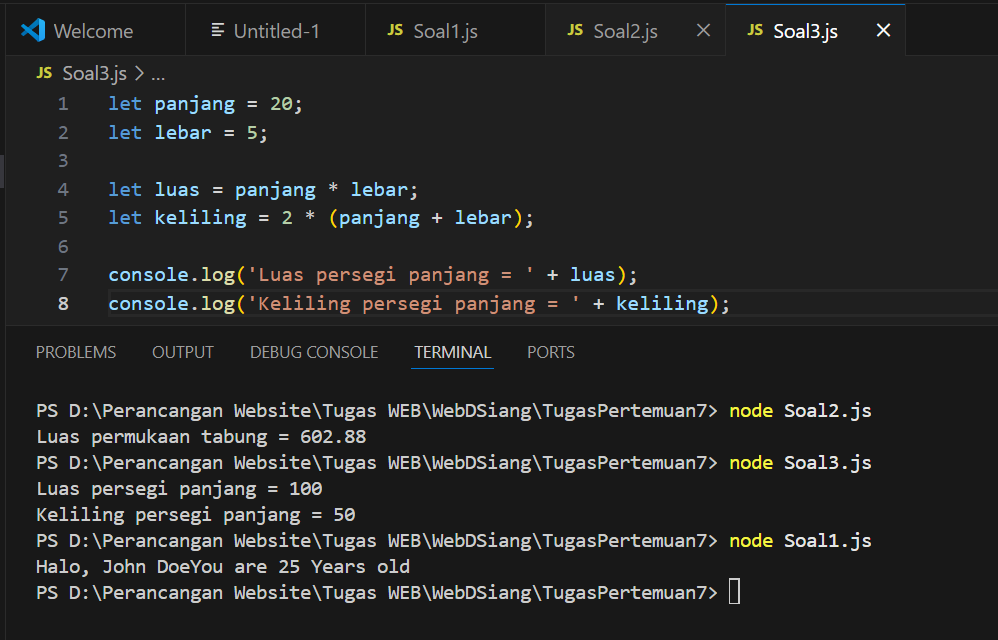 Welcome Untitled-1 JS Soal1.js JS Soal2.js JS Soal3.js
JS Soal3.js > ...
1 let panjang = 20;
2 let lebar = 5;
3
4 let luas = panjang * lebar;
5 let keliling = 2 * (panjang + lebar);
6
7 console.log('Luas persegi panjang = ' + luas);
8 console.log('Keliling persegi panjang = ' + keliling);
PROBLEMS OUTPUT DEBUG CONSOLE TERMINAL PORTS
PS D:\Perancangan Website\Tugas WEB\WebDSiang\TugasPertemuan7> node Soal2.js
Luas permukaan tabung = 602.88
PS D:\Perancangan Website\Tugas WEB\WebDSiang\TugasPertemuan7> node Soal3.js
Luas persegi panjang = 100
Keliling persegi panjang = 50
PS D:\Perancangan Website\Tugas WEB\WebDSiang\TugasPertemuan7> node Soal1.js
Halo, John DoeYou are 25 Years old
PS D:\Perancangan Website\Tugas WEB\WebDSiang\TugasPertemuan7>